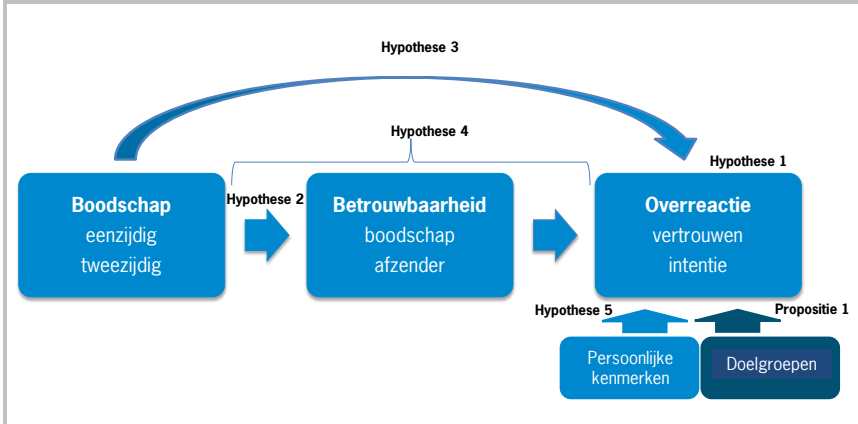 Hypothese 3
Hypothese 4
Hypothese 1
Boodschap
eenzijdig
tweezijdig
Hypothese 2
Betrouwbaarheid
boodschap
afzender
Overreactie
vertrouwen
intentie
Hypothese 5
Propositie 1
Persoonlijke
kenmerken
Doelgroepen